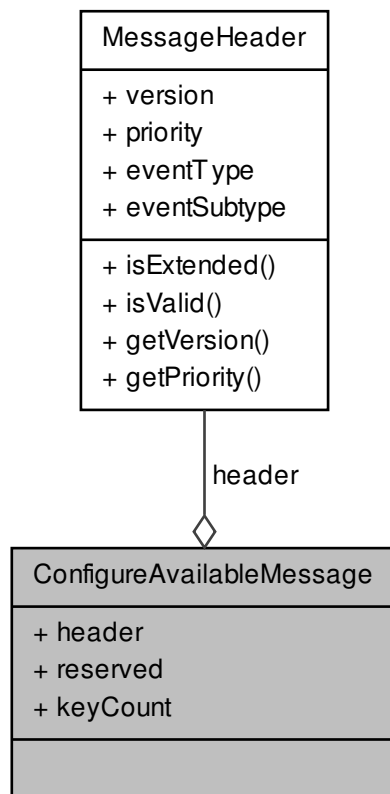 MessageHeader
+ version
+ priority
+ eventType
+ eventSubtype
+ isExtended()
+ isValid()
+ getVersion()
+ getPriority()
header
ConfigureAvailableMessage
+ header
+ reserved
+ keyCount